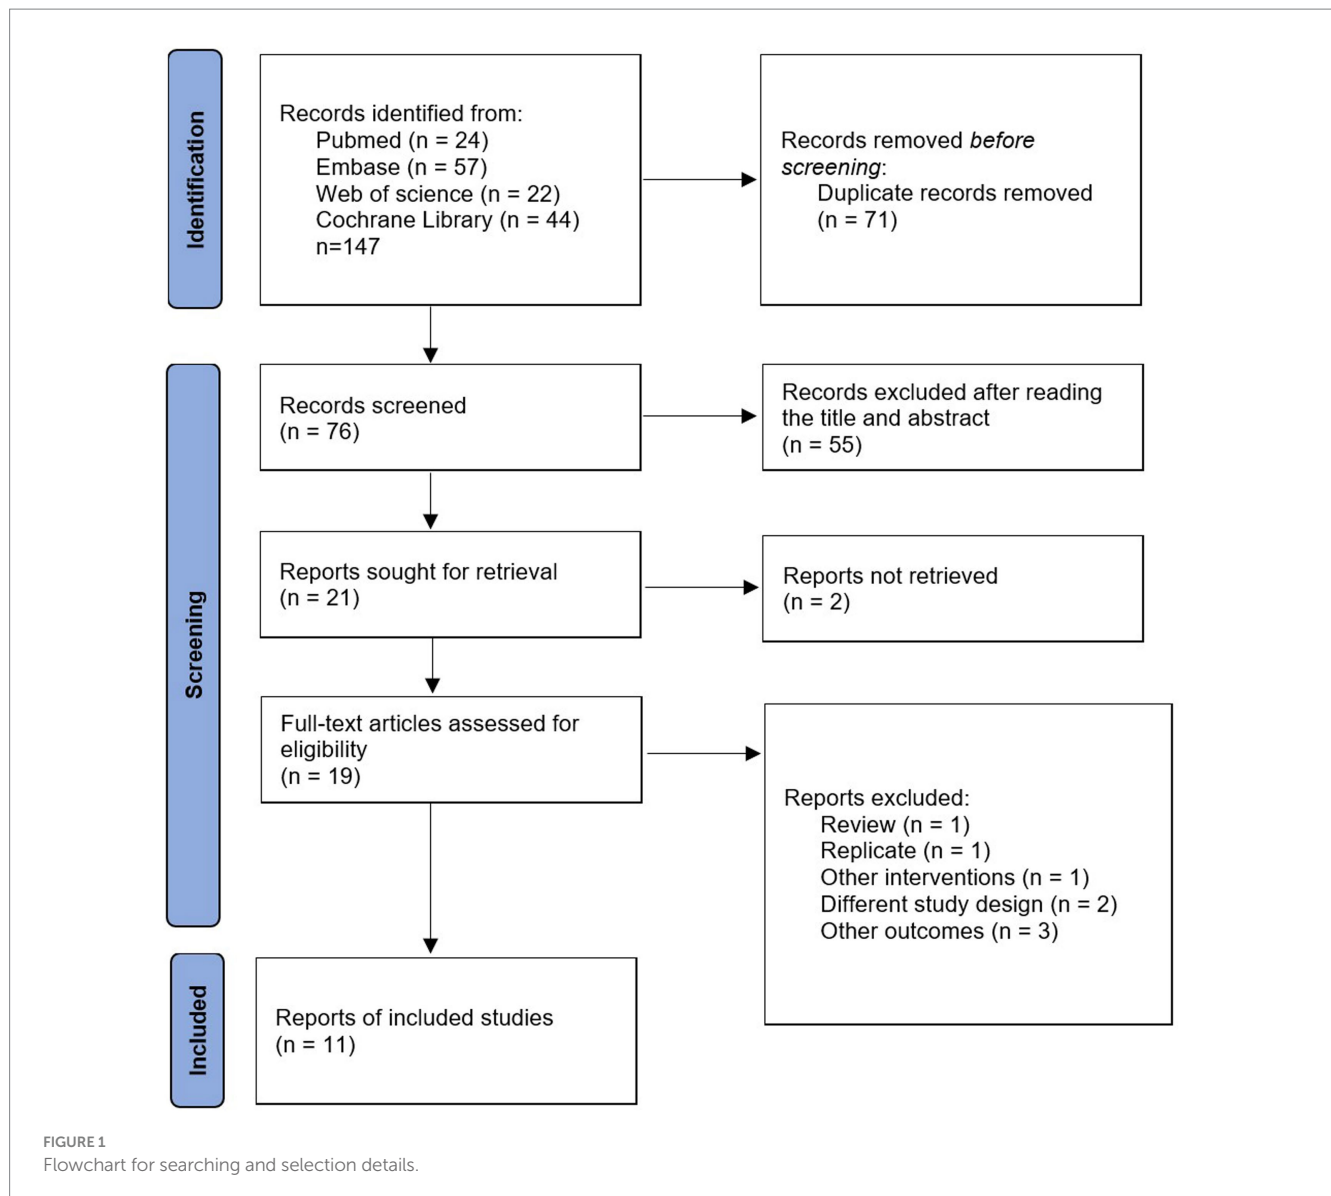 Identification
Records identified from:
Pubmed (n = 24)
Embase (n = 57)
Web of science (n = 22)
Cochrane Library (n = 44)
n=147
Records removed before
screening:
Duplicate records removed
(n = 71)
Screening
Records screened
(n = 76)
Records excluded after reading
the title and abstract
(n = 55)
Reports sought for retrieval
(n = 21)
Reports not retrieved
(n = 2)
Full-text articles assessed for
eligibility
(n = 19)
Reports excluded:
Review (n = 1)
Replicate (n = 1)
Other interventions (n = 1)
Different study design (n = 2)
Other outcomes (n = 3)
Included
Reports of included studies
(n = 11)
FIGURE 1
Flowchart for searching and selection details.